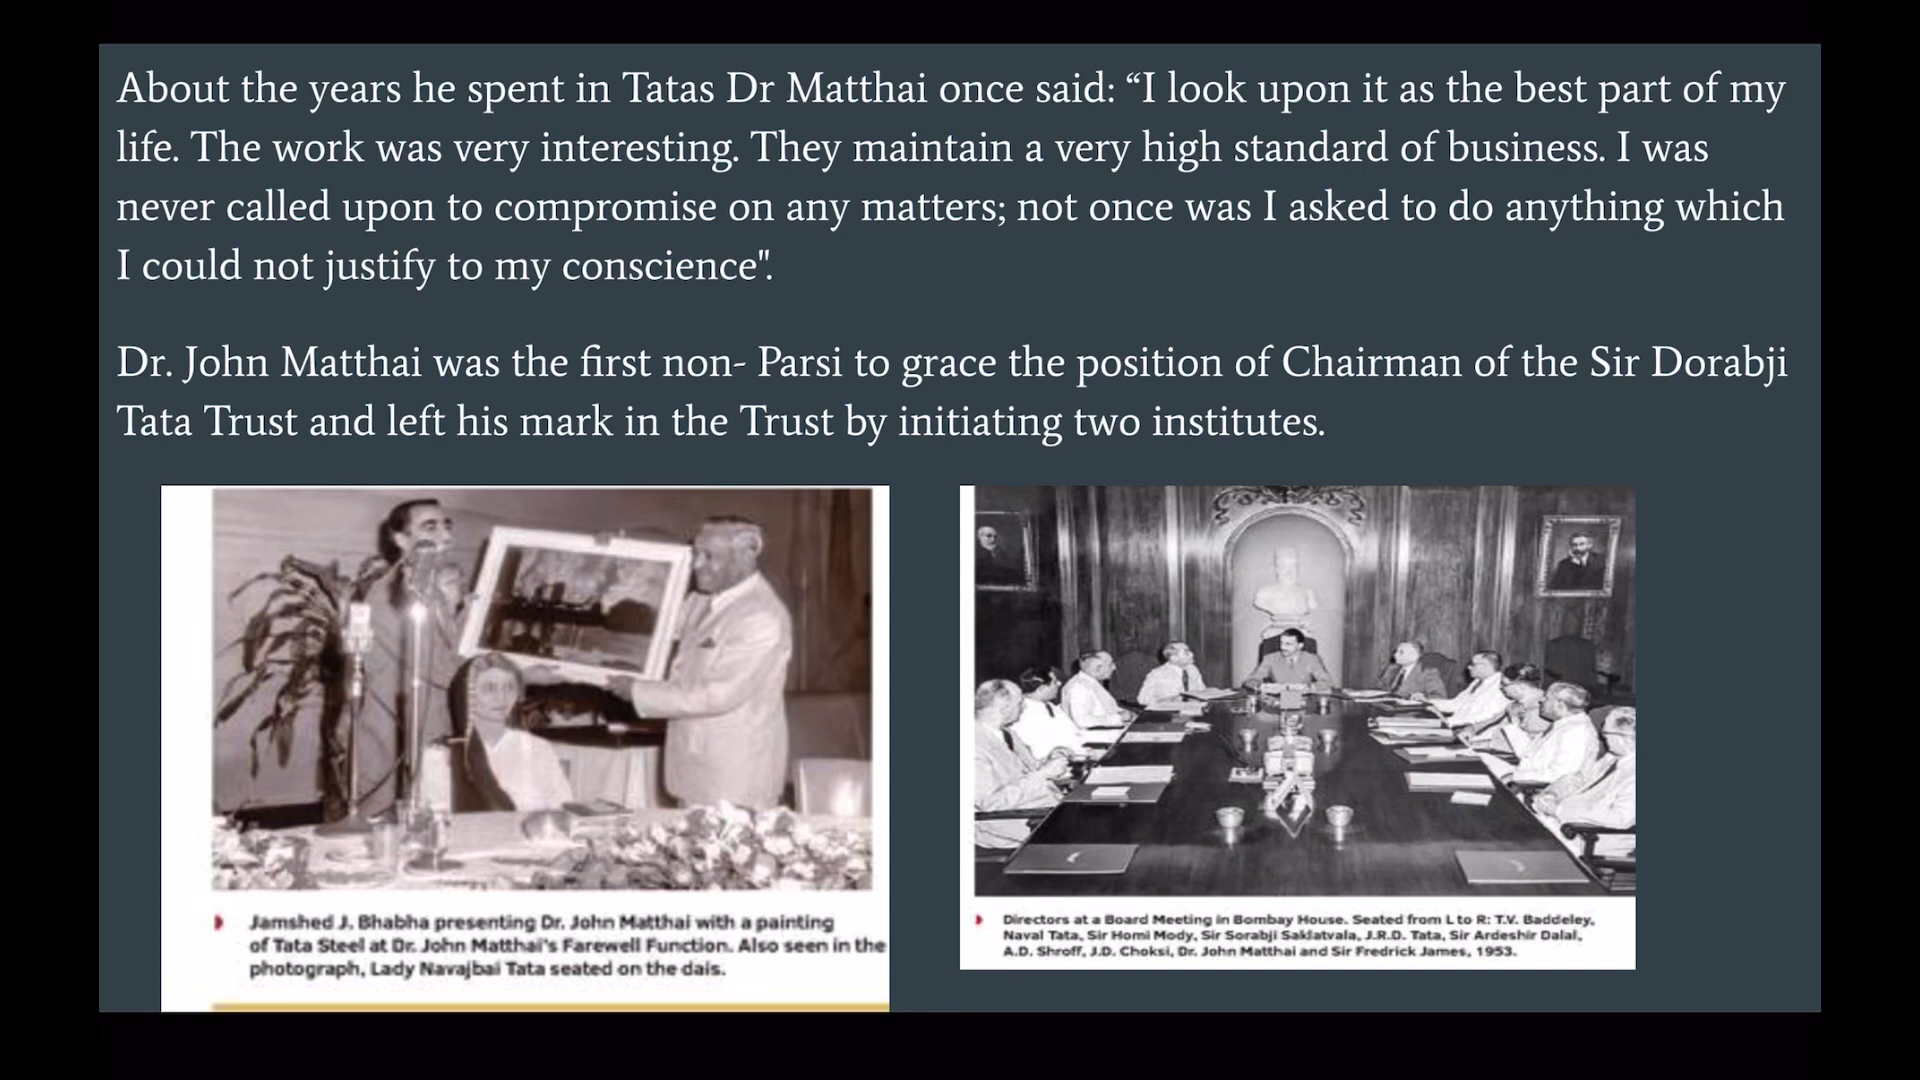 About the years he spent in Tatas Dr Matthai once said: “I look upon it as the best part of my
life. The work was very interesting. They maintain a very high standard of business. I was
never called upon to compromise on any matters; not once was I asked to do anything which
I could not justify to my conscience".
Dr. John Matthai was the first non- Parsi to grace the position of Chairman of the Sir Dorabji
Tata Trust and left his mark in the Trust by initiating two institutes.
Jamshed J. Bhabha presenting Dr. John Matthai with a painting
of Tata Steel at Dr. John Matthai's Farewell Function. Also seen in the
photograph, Lady Navajbai Tata seated on the dais.
Directors at a Board Meeting in Bombay House. Seated from L to R: T.V. Baddeley,
Naval Tata, Sir Homi Mody, Sir Sorabji Saklatvala, J.R.D. Tata, Sir Ardeshir Dalal,
A.D. Shroff, J.D. Choksi, Dr. John Matthai and Sir Fredrick James, 1953.